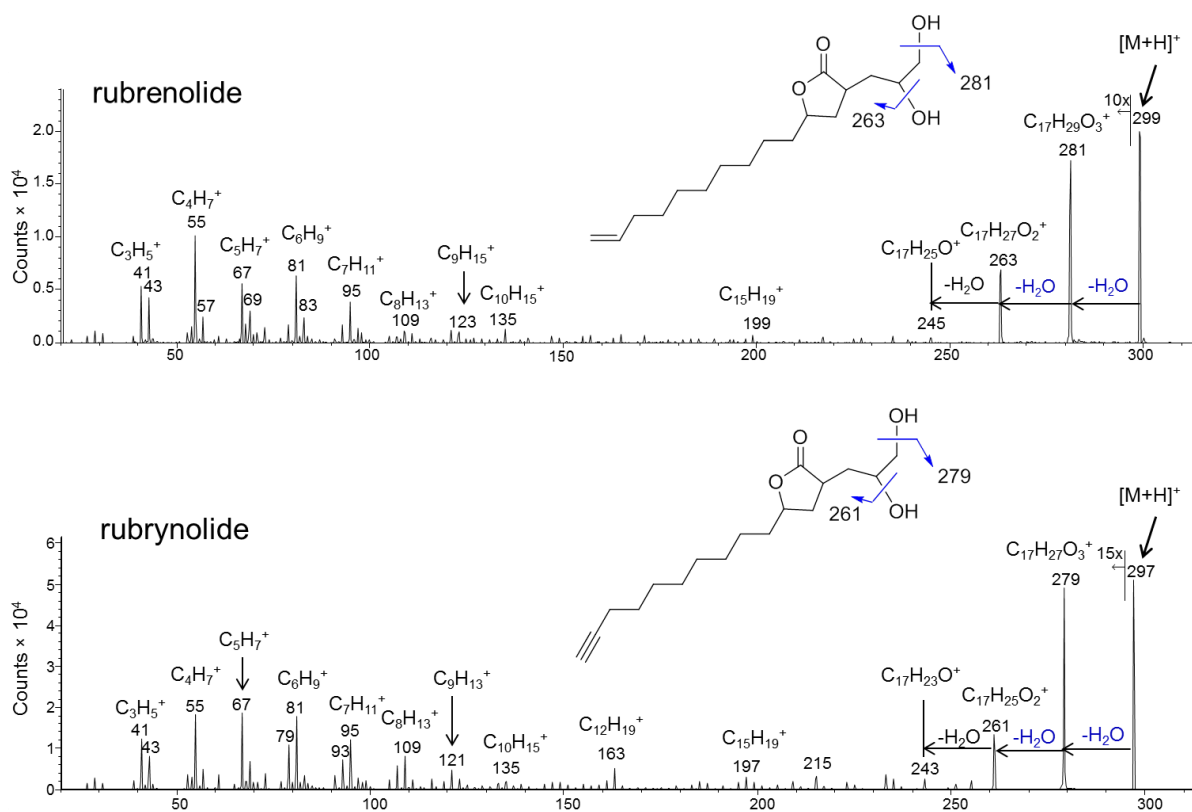 rubrenolide
Counts × 10⁴
2.0
1.5
1.0
0.5
0.0
50
100
150
200
250
300
C₃H₅⁺
41
43
C₄H₇⁺
55
57
C₅H₇⁺
67
69
C₆H₉⁺
81
83
C₇H₁₁⁺
95
C₈H₁₃⁺
109
C₉H₁₅⁺
123
C₁₀H₁₅⁺
135
C₁₅H₁₉⁺
199
C₁₇H₂₅O⁺
245
-H₂O
C₁₇H₂₇O₂⁺
263
-H₂O
C₁₇H₂₉O₃⁺
281
-H₂O
10x
[M+H]⁺
299
O
O
OH
OH
281
263
rubrynolide
Counts × 10⁴
6
5
4
3
2
1
0
50
100
150
200
250
300
C₃H₅⁺
41
43
C₄H₇⁺
55
C₅H₇⁺
67
C₆H₉⁺
79
81
C₇H₁₁⁺
93
95
C₈H₁₃⁺
109
C₉H₁₃⁺
121
C₁₀H₁₅⁺
135
C₁₂H₁₉⁺
163
C₁₅H₁₉⁺
197
215
C₁₇H₂₃O⁺
243
-H₂O
C₁₇H₂₅O₂⁺
261
-H₂O
C₁₇H₂₇O₃⁺
279
-H₂O
15x
[M+H]⁺
297
O
O
OH
OH
279
261